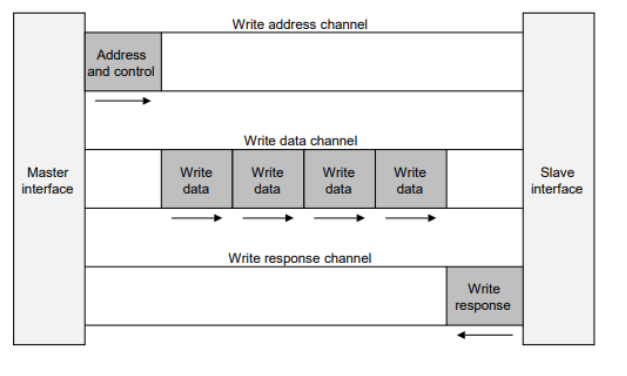 Write address channel
Address
and control
Write data channel
Master
interface
Write
data
Write
data
Write
data
Write
data
Slave
interface
Write response channel
Write
response